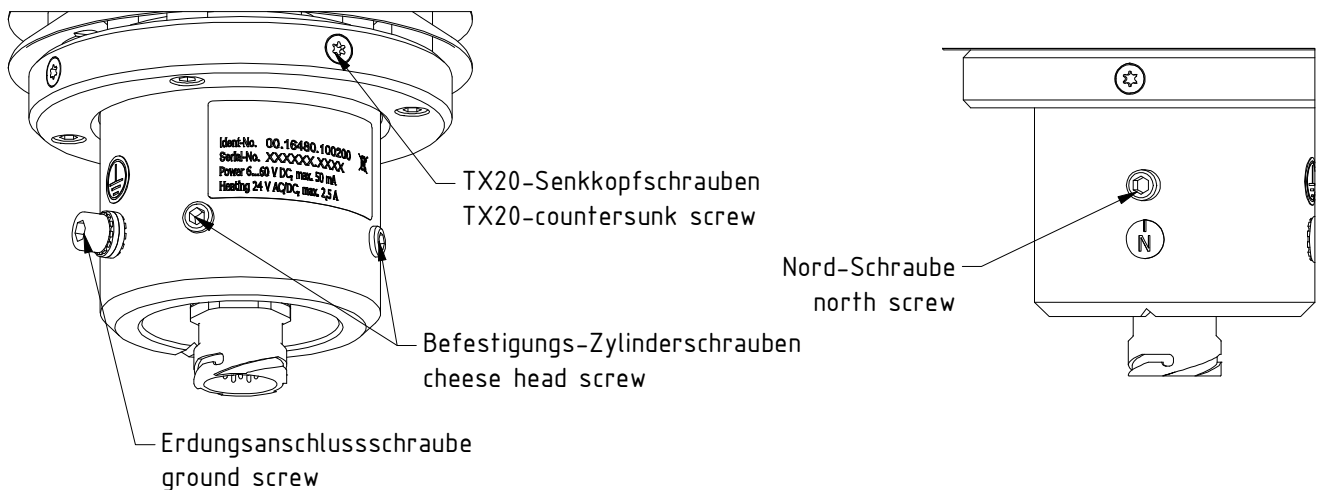 Ident-No. 00.16480.100200
Serial-No. XXXXXX.XXXX
Power 6...60 V DC, max. 50 mA
Heating 24 V AC/DC, max. 2,5 A
TX20-Senkkopfschrauben
TX20-countersunk screw
Befestigungs-Zylinderschrauben
cheese head screw
Erdungsanschlussschraube
ground screw
Nord-Schraube
north screw
N